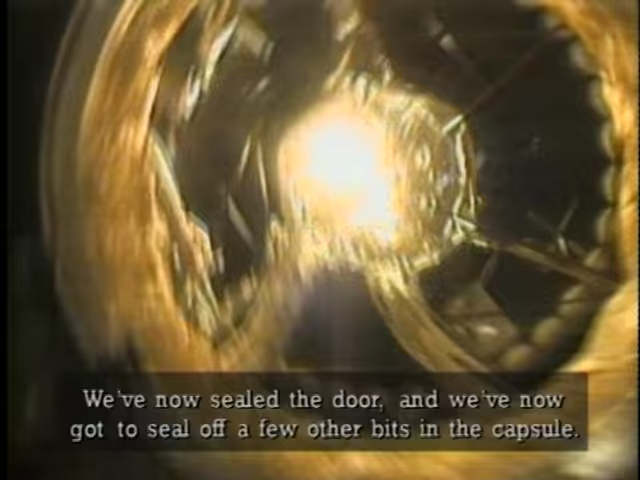 We've now sealed the door, and we've now
got to seal off a few other bits in the capsule.